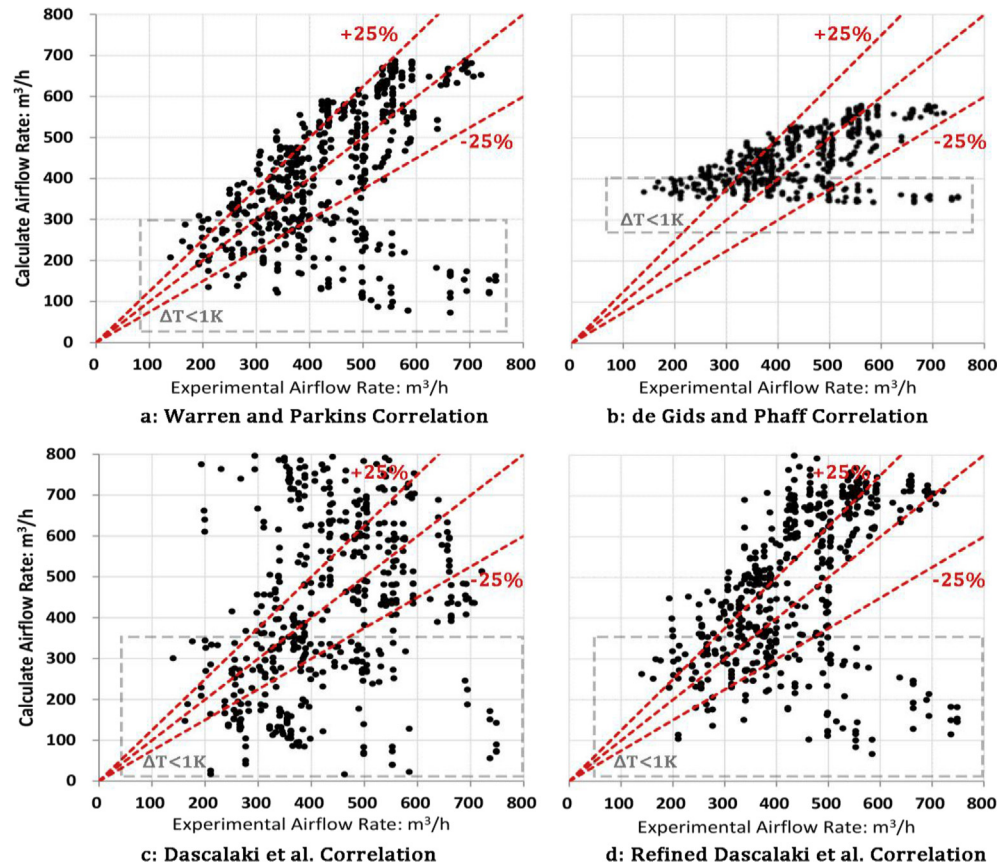 800
700
600
500
400
300
200
100
0
Calculate Airflow Rate: m³/h
+25%
-25%
ΔT<1K
0 100 200 300 400 500 600 700 800
Experimental Airflow Rate: m³/h
a: Warren and Parkins Correlation
800
700
600
500
400
300
200
100
0
+25%
-25%
ΔT<1K
0 100 200 300 400 500 600 700 800
Experimental Airflow Rate: m³/h
b: de Gids and Phaff Correlation
800
700
600
500
400
300
200
100
0
Calculate Airflow Rate: m³/h
+25%
-25%
ΔT<1K
0 100 200 300 400 500 600 700 800
Experimental Airflow Rate: m³/h
c: Dascalaki et al. Correlation
800
700
600
500
400
300
200
100
0
+25%
-25%
ΔT<1K
0 100 200 300 400 500 600 700 800
Experimental Airflow Rate: m³/h
d: Refined Dascalaki et al. Correlation